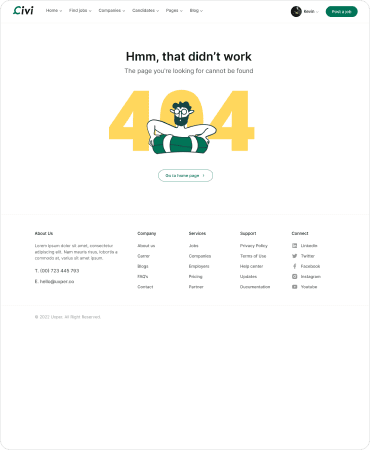 Civi
Home Find jobs Companies Candidates Pages Blog
Kevin
Post a job
Hmm, that didn't work
The page you're looking for cannot be found
404
Go to home page
About Us
Lorem ipsum dolor sit amet, consectetur
adipiscing elit. Nam mauris risus, lobortis a
commodo at, varius sit amet ipsum.
T. (00) 723 445 793
E. hello@uxper.co
Company
About us
Carrer
Blogs
FAQ's
Contact
Services
Jobs
Companies
Employers
Pricing
Partner
Support
Privacy Policy
Terms of Use
Help center
Updates
Documentation
Connect
Linkedin
Twitter
Facebook
Instagram
Youtube
© 2021 Uxper. All Right Reserved.